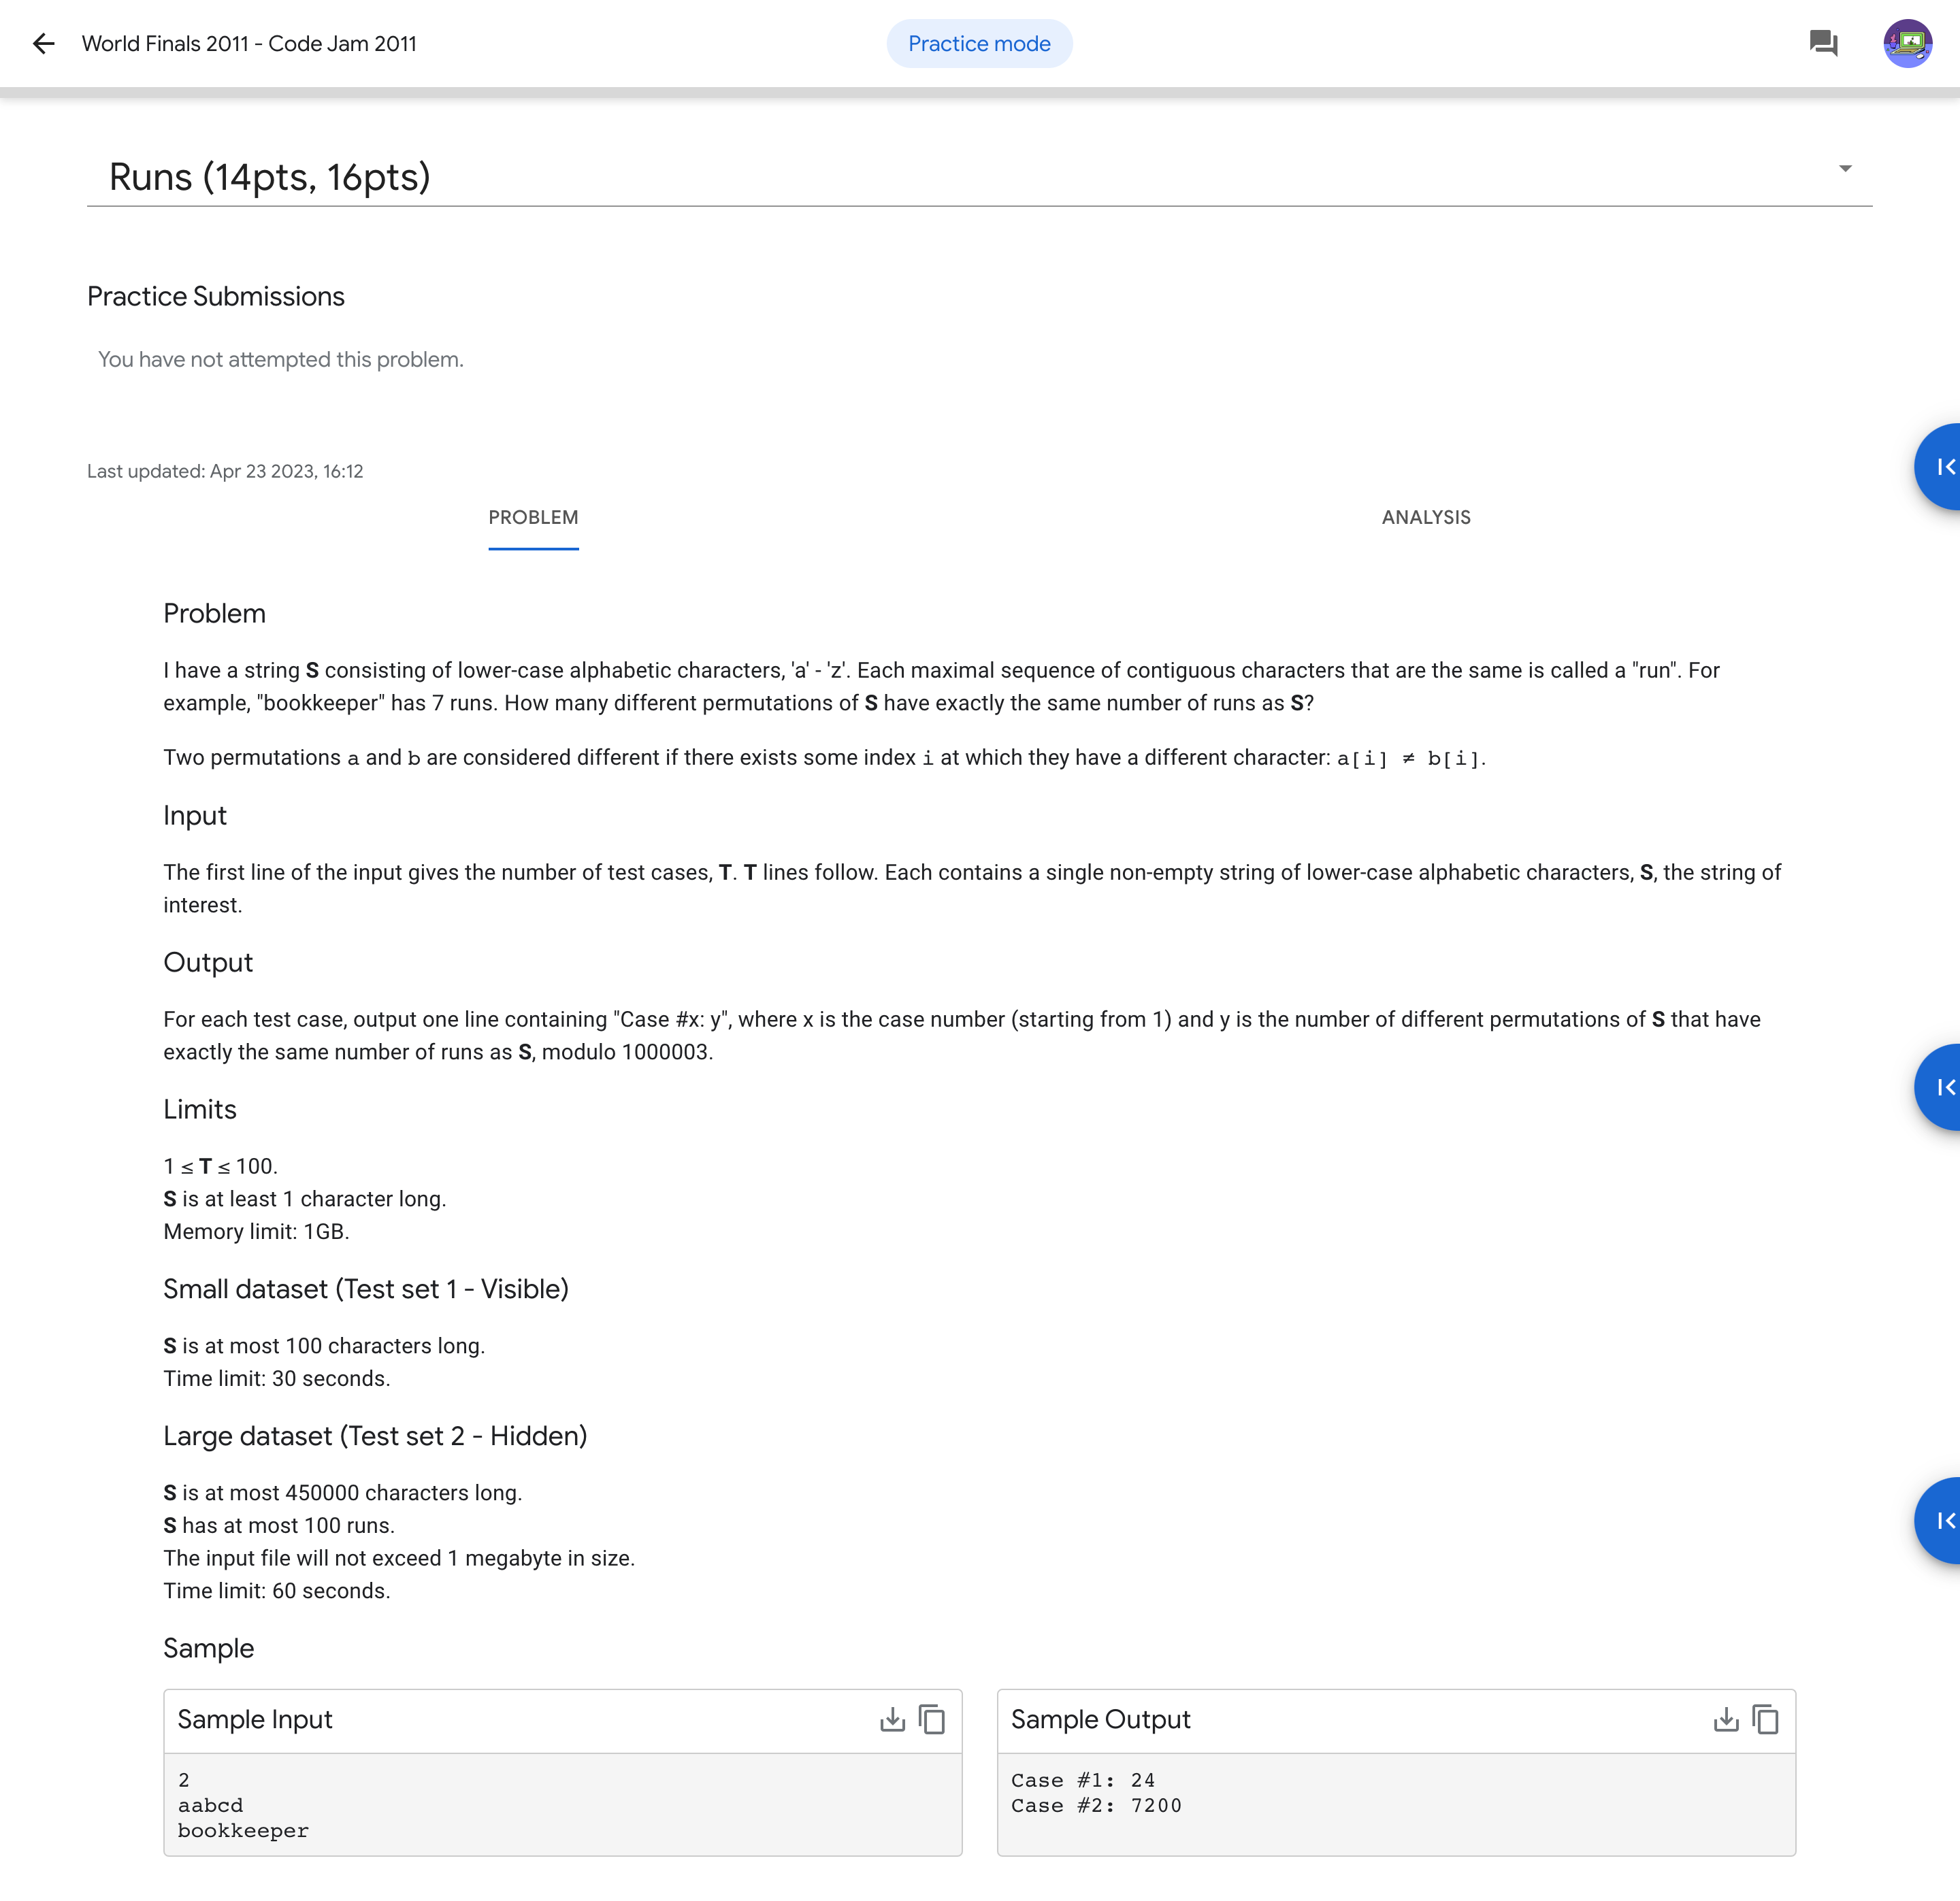 World Finals 2011 - Code Jam 2011
Practice mode
Runs (14pts, 16pts)
Practice Submissions
You have not attempted this problem.
Last updated: Apr 23 2023, 16:12
PROBLEM
ANALYSIS
Problem
I have a string S consisting of lower-case alphabetic characters, 'a' - 'z'. Each maximal sequence of contiguous characters that are the same is called a "run". For
example, "bookkeeper" has 7 runs. How many different permutations of S have exactly the same number of runs as S?
Two permutations a and b are considered different if there exists some index i at which they have a different character: a[i] ≠ b[i].
Input
The first line of the input gives the number of test cases, T. T lines follow. Each contains a single non-empty string of lower-case alphabetic characters, S, the string of
interest.
Output
For each test case, output one line containing "Case #x: y", where x is the case number (starting from 1) and y is the number of different permutations of S that have
exactly the same number of runs as S, modulo 1000003.
Limits
1 ≤ T ≤ 100.
S is at least 1 character long.
Memory limit: 1GB.
Small dataset (Test set 1 - Visible)
S is at most 100 characters long.
Time limit: 30 seconds.
Large dataset (Test set 2 - Hidden)
S is at most 450000 characters long.
S has at most 100 runs.
The input file will not exceed 1 megabyte in size.
Time limit: 60 seconds.
Sample
Sample Input
2
aabcd
bookkeeper
Sample Output
Case #1: 24
Case #2: 7200